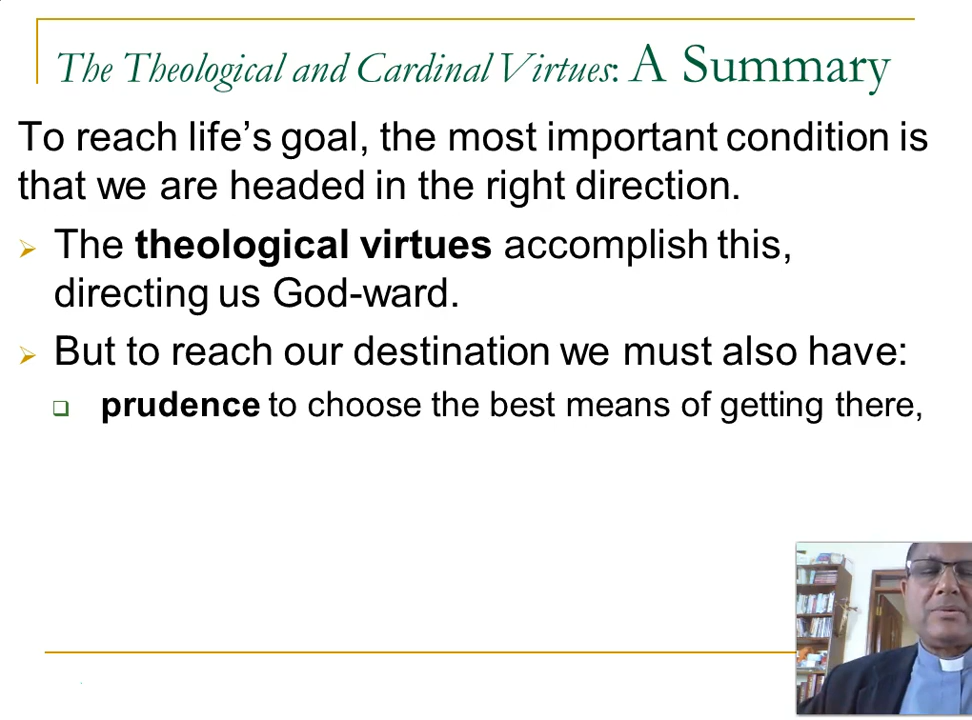 The Theological and Cardinal Virtues: A Summary
To reach life’s goal, the most important condition is
that we are headed in the right direction.
The theological virtues accomplish this,
directing us God-ward.
But to reach our destination we must also have:
prudence to choose the best means of getting there,